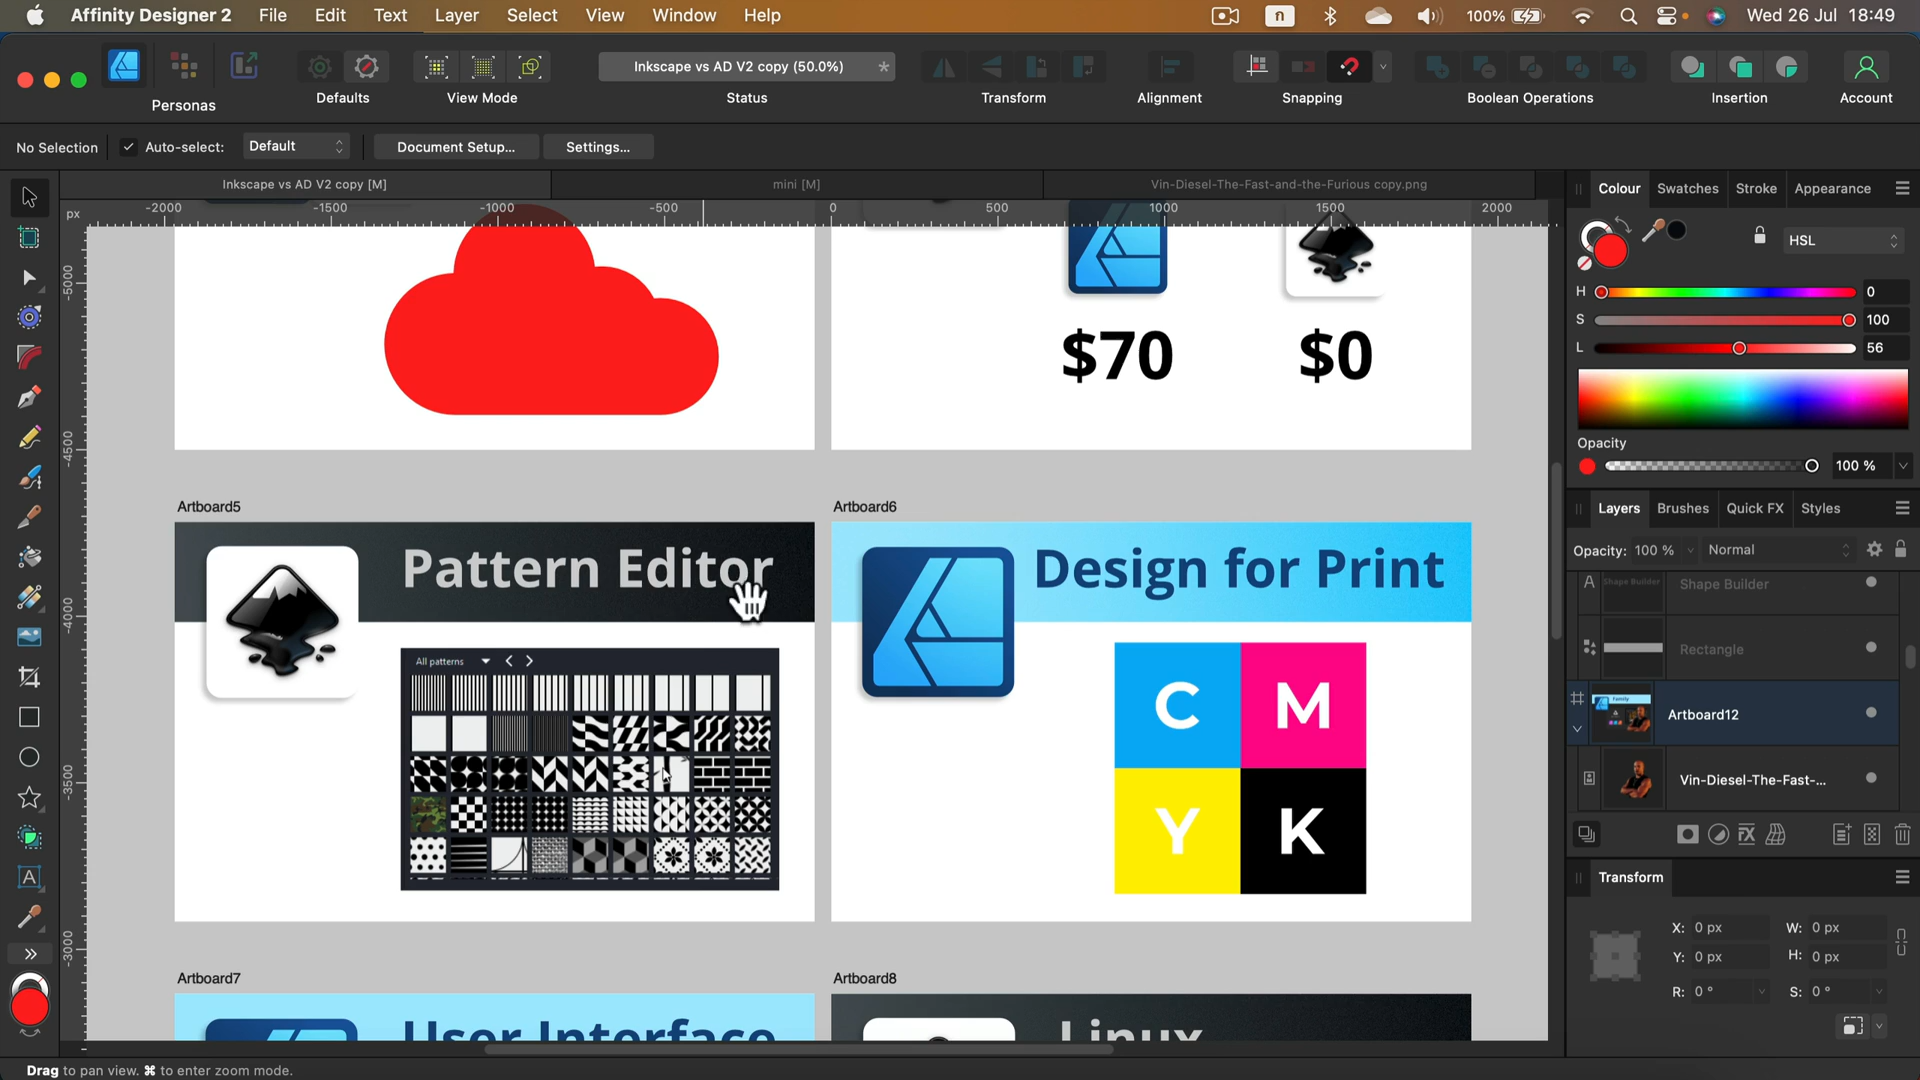 Affinity Designer 2 File Edit Text Layer Select View Window Help
100% Wed 26 Jul 18:49
Inkscape vs AD V2 copy (50.0%) *
Personas Defaults View Mode Status Transform Alignment Snapping Boolean Operations Insertion Account
No Selection Auto-select: Default Document Setup... Settings...
Inkscape vs AD V2 copy [M] mini [M] Vin-Diesel-The-Fast-and-the-Furious copy.png
px -2000 -1500 -1000 -500 0 500 1000 1500 2000
-5000
-4500
-4000
-3500
-3000
$70 $0
Artboard5 Artboard6
Pattern Editor
Design for Print
All patterns
C M
Y K
Artboard7 Artboard8
User Interface
Linux
Colour Swatches Stroke Appearance
HSL
H 0
S 100
L 56
Opacity
100 %
Layers Brushes Quick FX Styles
Opacity: 100 % Normal
A Shape Builder Shape Builder
Rectangle
Family
Artboard12
Vin-Diesel-The-Fast-...
Transform
X: 0 px W: 0 px
Y: 0 px H: 0 px
R: 0 ° S: 0 °
Drag to pan view. ⌘ to enter zoom mode.